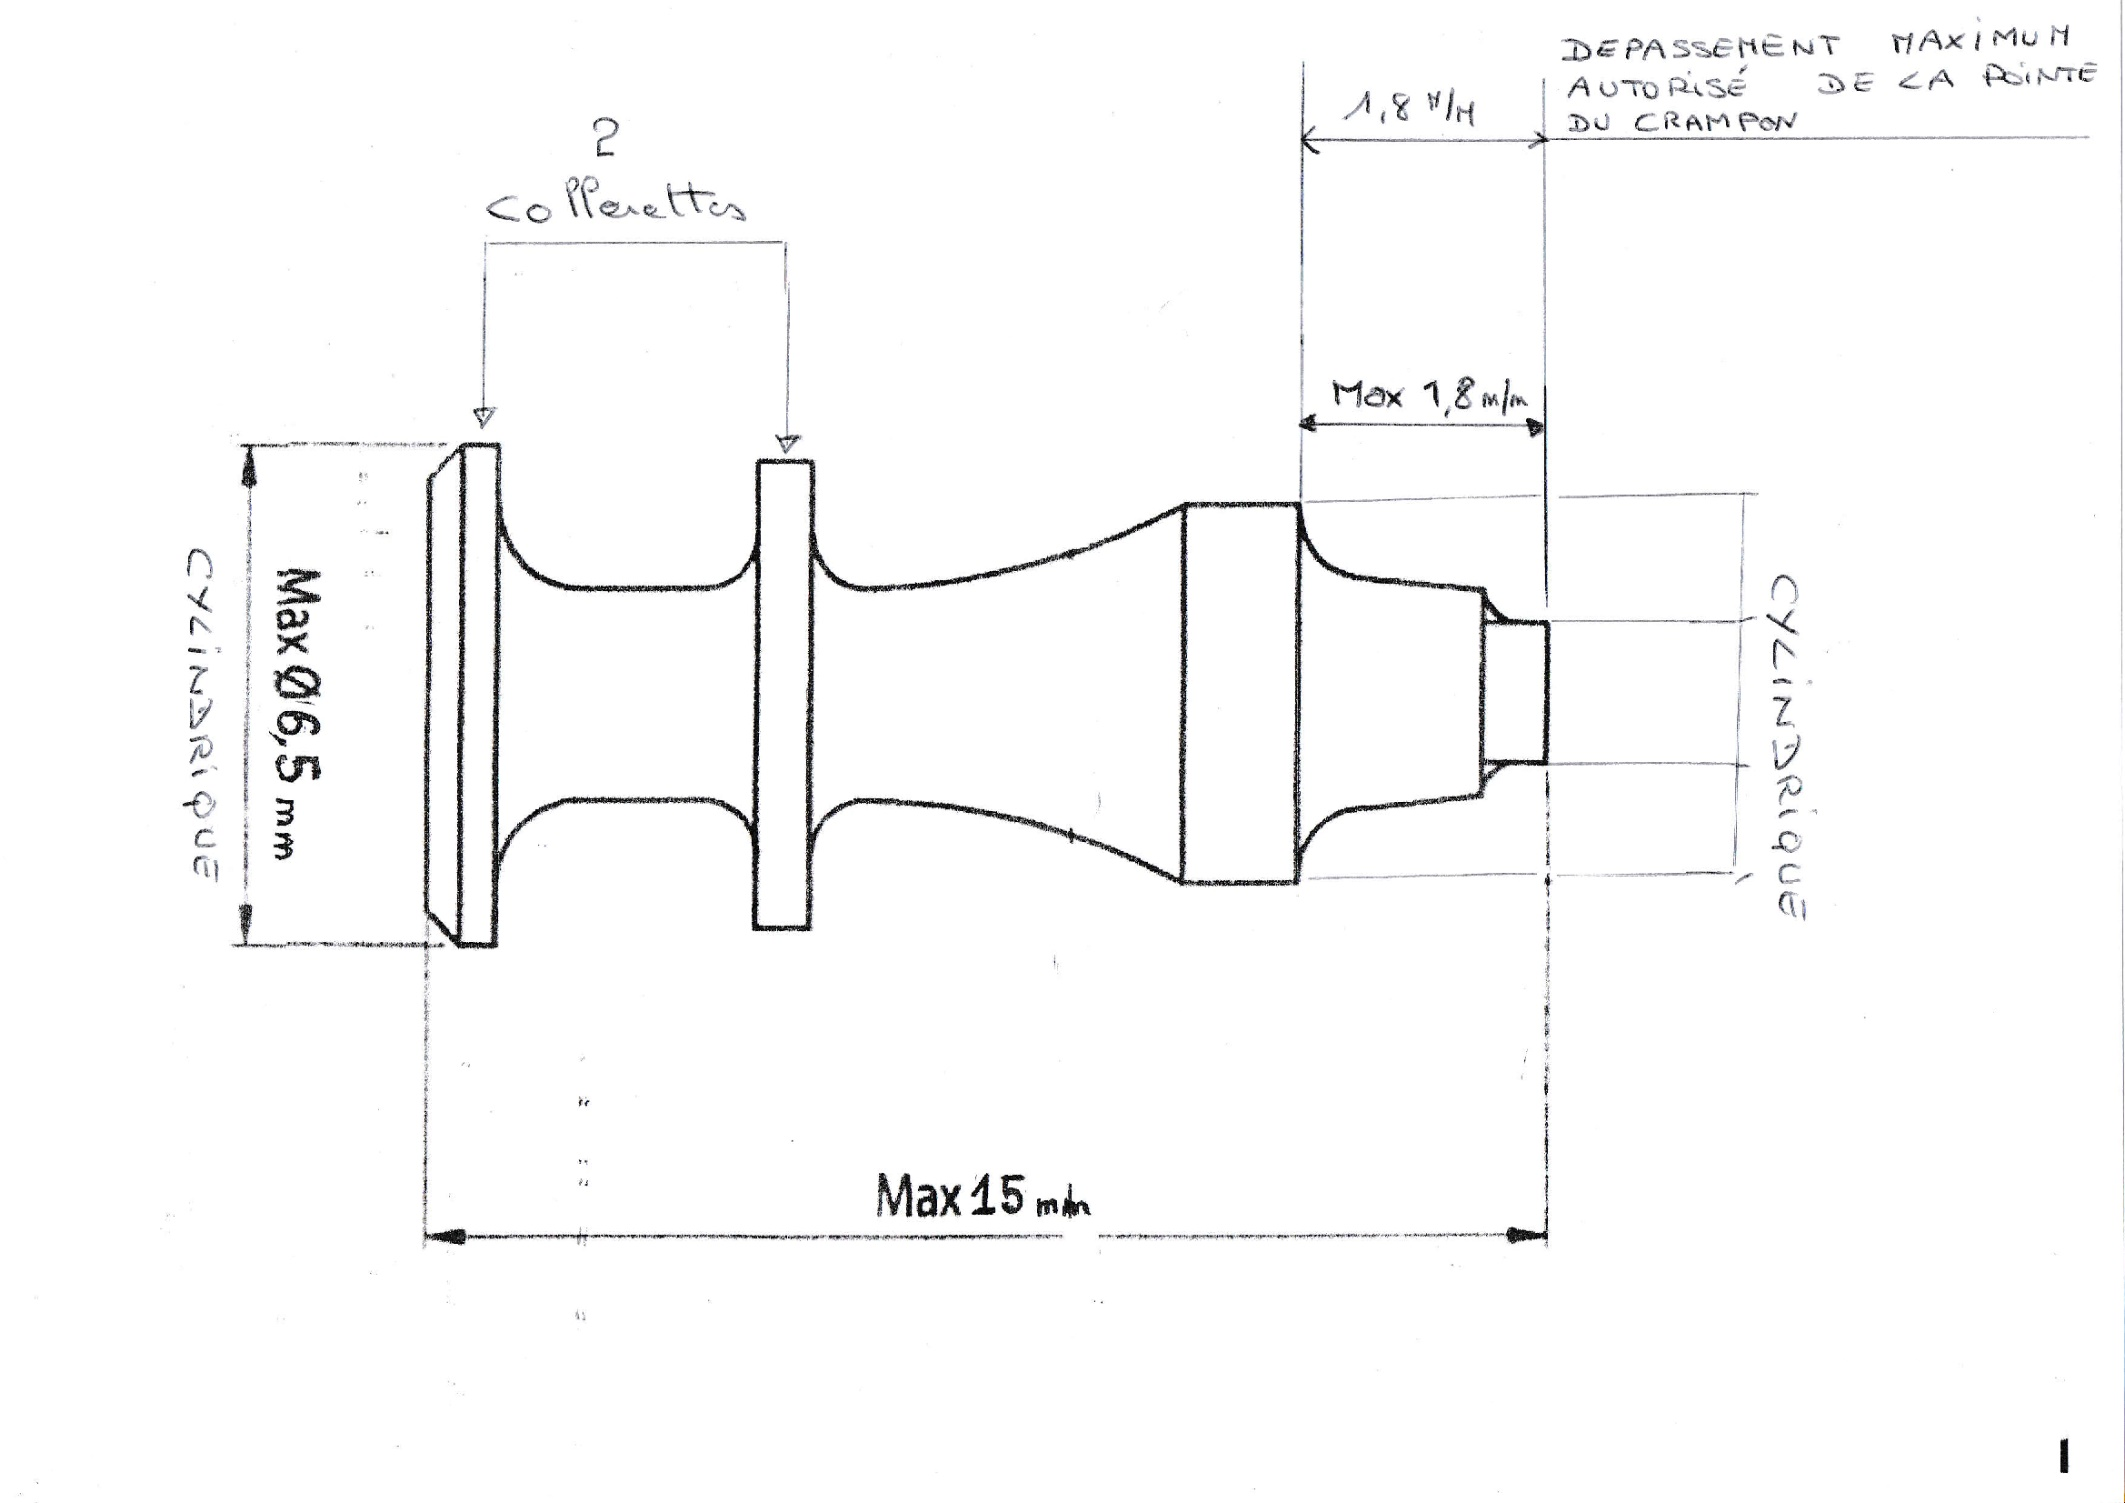 DEPASSEMENT MAXIMUM
AUTORISÉ DE LA POINTE
DU CRAMPON
1,8 M/M
2
Collerettes
Max 1,8 m/m
CYLINDRIQUE
Max Ø 6,5 mm
CYLINDRIQUE
Max 15 m/m
1